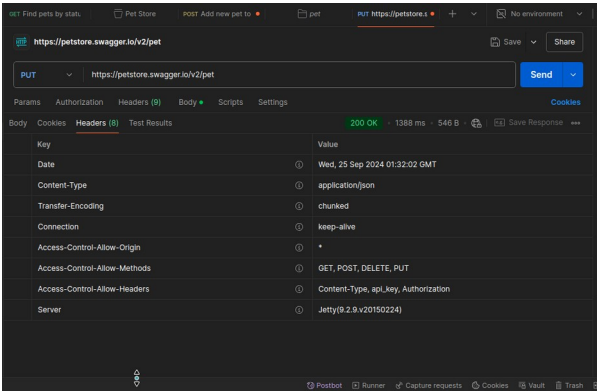 GET Find pets by statu Pet Store POST Add new pet to pet PUT https://petstore.s + No environment
HTTP https://petstore.swagger.io/v2/pet Save Share
PUT https://petstore.swagger.io/v2/pet Send
Params Authorization Headers (9) Body Scripts Settings Cookies
Body Cookies Headers (8) Test Results 200 OK 1388 ms 546 B Save Response
Key Value
Date Wed, 25 Sep 2024 01:32:02 GMT
Content-Type application/json
Transfer-Encoding chunked
Connection keep-alive
Access-Control-Allow-Origin *
Access-Control-Allow-Methods GET, POST, DELETE, PUT
Access-Control-Allow-Headers Content-Type, api_key, Authorization
Server Jetty(9.2.9.v20150224)
Postbot Runner Capture requests Cookies Vault Trash